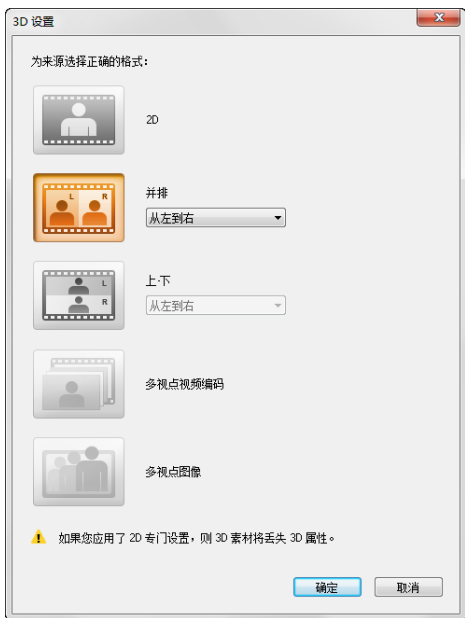 3D 设置
为来源选择正确的格式：
2D
L R
并排
从左到右
L
R
上·下
从左到右
多视点视频编码
多视点图像
如果您应用了 2D 专门设置，则 3D 素材将丢失 3D 属性。
确定 取消